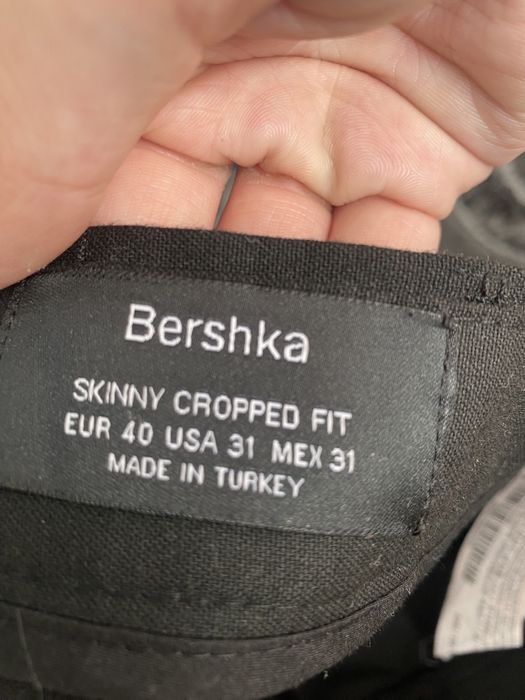 Bershka
SKINNY CROPPED FIT
EUR 40 USA 31 MEX 31
MADE IN TURKEY